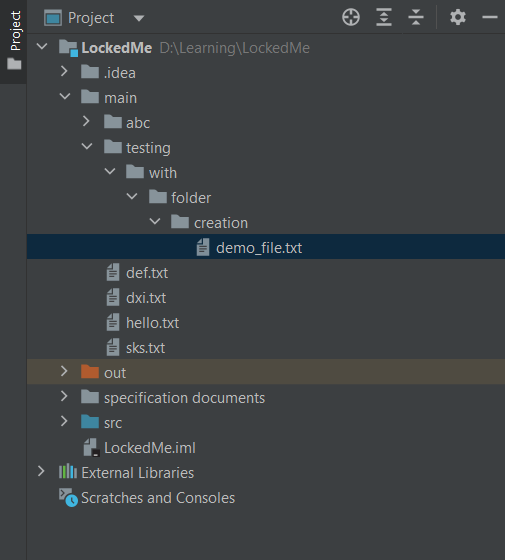 Project
Project
LockedMe D:\Learning\LockedMe
.idea
main
abc
testing
with
folder
creation
demo_file.txt
def.txt
dxi.txt
hello.txt
sks.txt
out
specification documents
src
LockedMe.iml
External Libraries
Scratches and Consoles